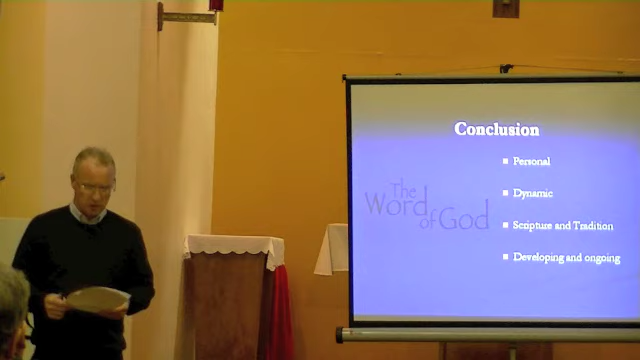 Conclusion
The
Word
of God
Personal
Dynamic
Scripture and Tradition
Developing and ongoing